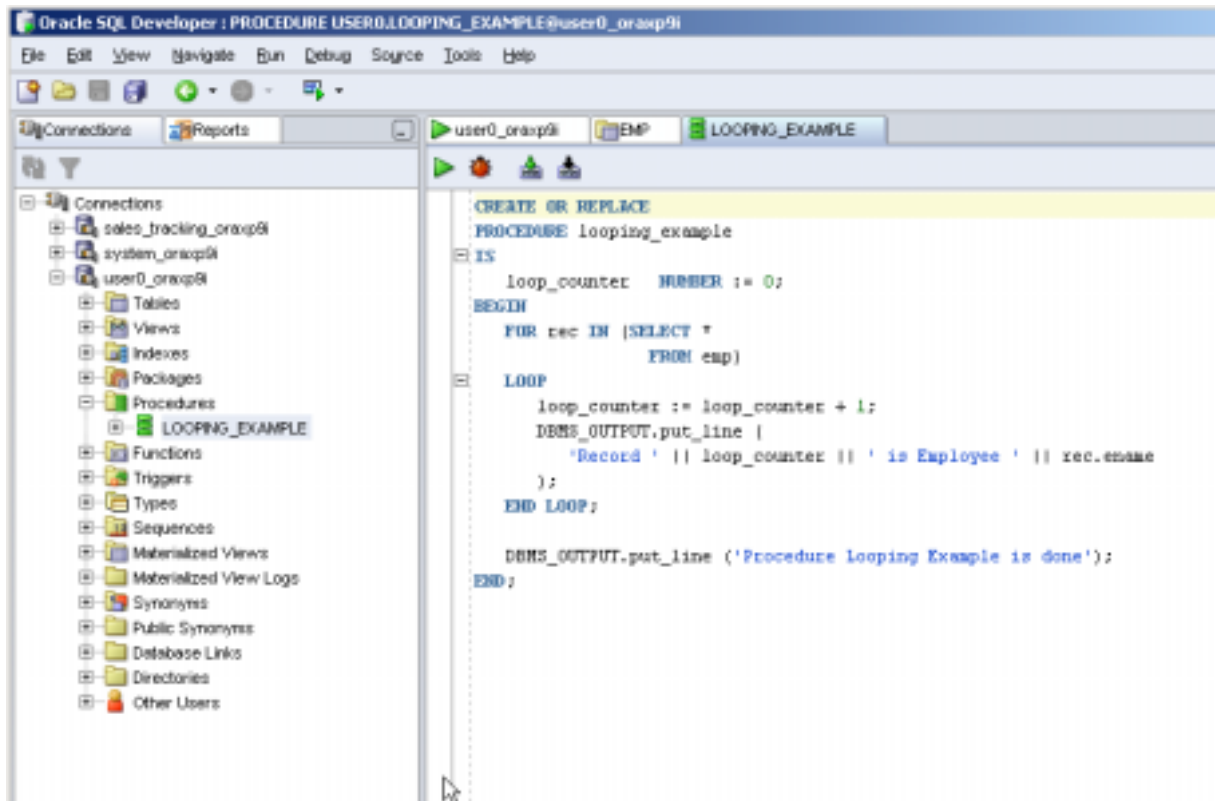 Oracle SQL Developer : PROCEDURE USER0.LOOPING_EXAMPLE@user0_oraxp9i
File Edit View Navigate Run Debug Source Tools Help
Connections Reports
user0_oraxp9i EMP LOOPING_EXAMPLE
Connections
sales_tracking_oraxp9i
system_oraxp9i
user0_oraxp9i
Tables
Views
Indexes
Packages
Procedures
LOOPING_EXAMPLE
Functions
Triggers
Types
Sequences
Materialized Views
Materialized View Logs
Synonyms
Public Synonyms
Database Links
Directories
Other Users
CREATE OR REPLACE
PROCEDURE looping_example
IS
loop_counter NUMBER := 0;
BEGIN
FOR rec IN (SELECT *
FROM emp)
LOOP
loop_counter := loop_counter + 1;
DBMS_OUTPUT.put_line (
'Record ' || loop_counter || ' is Employee ' || rec.ename
);
END LOOP;
DBMS_OUTPUT.put_line ('Procedure Looping Example is done');
END;